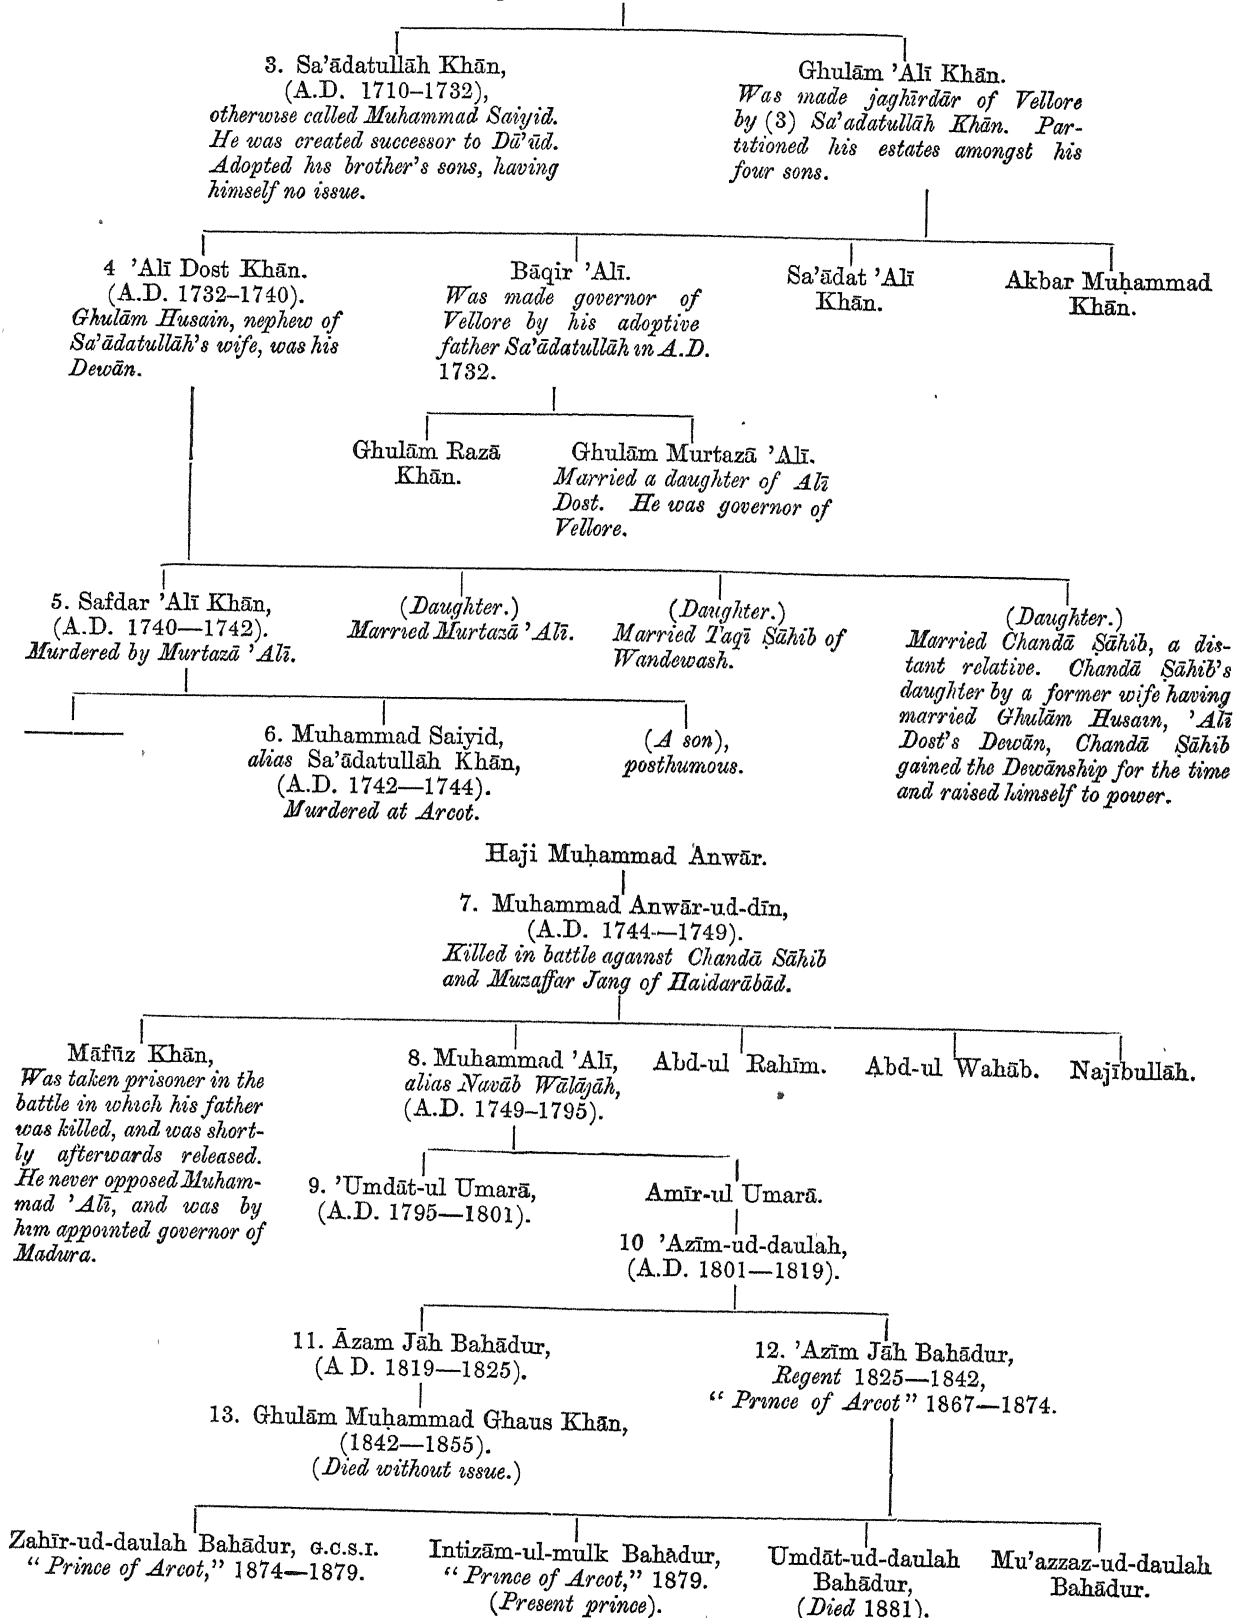 3. Sa’ādatullāh Khān,
(A.D. 1710–1732),
otherwise called Muhammad Saiyid.
He was created successor to Dā’ūd.
Adopted his brother’s sons, having
himself no issue.
Ghulām ’Alī Khān.
Was made jaghīrdār of Vellore
by (3) Sa’adatullāh Khān. Par-
titioned his estates amongst his
four sons.
4 ’Alī Dost Khān.
(A.D. 1732–1740).
Ghulām Husain, nephew of
Sa’ādatullāh’s wife, was his
Dewān.
Bāqir ’Alī.
Was made governor of
Vellore by his adoptive
father Sa’ādatullāh in A.D.
1732.
Sa’ādat ’Alī
Khān.
Akbar Muḥammad
Khān.
Ghulām Razā
Khān.
Ghulām Murtazā ’Alī.
Married a daughter of Alī
Dost. He was governor of
Vellore.
5. Safdar ’Alī Khān,
(A.D. 1740—1742).
Murdered by Murtazā ’Alī.
(Daughter.)
Married Murtazā ’Alī.
(Daughter.)
Married Taqī Ṣāhib of
Wandewash.
(Daughter.)
Married Chandā Ṣāhib, a dis-
tant relative. Chandā Ṣāhib’s
daughter by a former wife having
married Ghulām Husain, ’Alī
Dost’s Dewān, Chandā Ṣāhib
gained the Dewānship for the time
and raised himself to power.
6. Muhammad Saiyid,
alias Sa’ādatullāh Khān,
(A.D. 1742—1744).
Murdered at Arcot.
(A son),
posthumous.
Haji Muḥammad Anwār.
7. Muhammad Anwār-ud-dīn,
(A.D. 1744—1749).
Killed in battle against Chandā Sāhib
and Muzaffar Jang of Haidarābād.
Māfūz Khān,
Was taken prisoner in the
battle in which his father
was killed, and was short-
ly afterwards released.
He never opposed Muham-
mad ’Alī, and was by
him appointed governor of
Madura.
8. Muhammad ’Alī,
alias Navāb Wālājāh,
(A.D. 1749–1795).
Abd-ul Rahīm.
Abd-ul Wahāb.
Najībullāh.
9. ’Umdāt-ul Umarā,
(A.D. 1795—1801).
Amīr-ul Umarā.
10 ’Azīm-ud-daulah,
(A.D. 1801—1819).
11. Āzam Jāh Bahādur,
(A D. 1819—1825).
12. ’Azīm Jāh Bahādur,
Regent 1825—1842,
“ Prince of Arcot” 1867—1874.
13. Ghulām Muḥammad Ghaus Khān,
(1842—1855).
(Died without issue.)
Zahīr-ud-daulah Bahādur, G.C.S.I.
“ Prince of Arcot,” 1874—1879.
Intizām-ul-mulk Bahādur,
“ Prince of Arcot,” 1879.
(Present prince).
Umdāt-ud-daulah
Bahādur,
(Died 1881).
Mu’azzaz-ud-daulah
Bahādur.